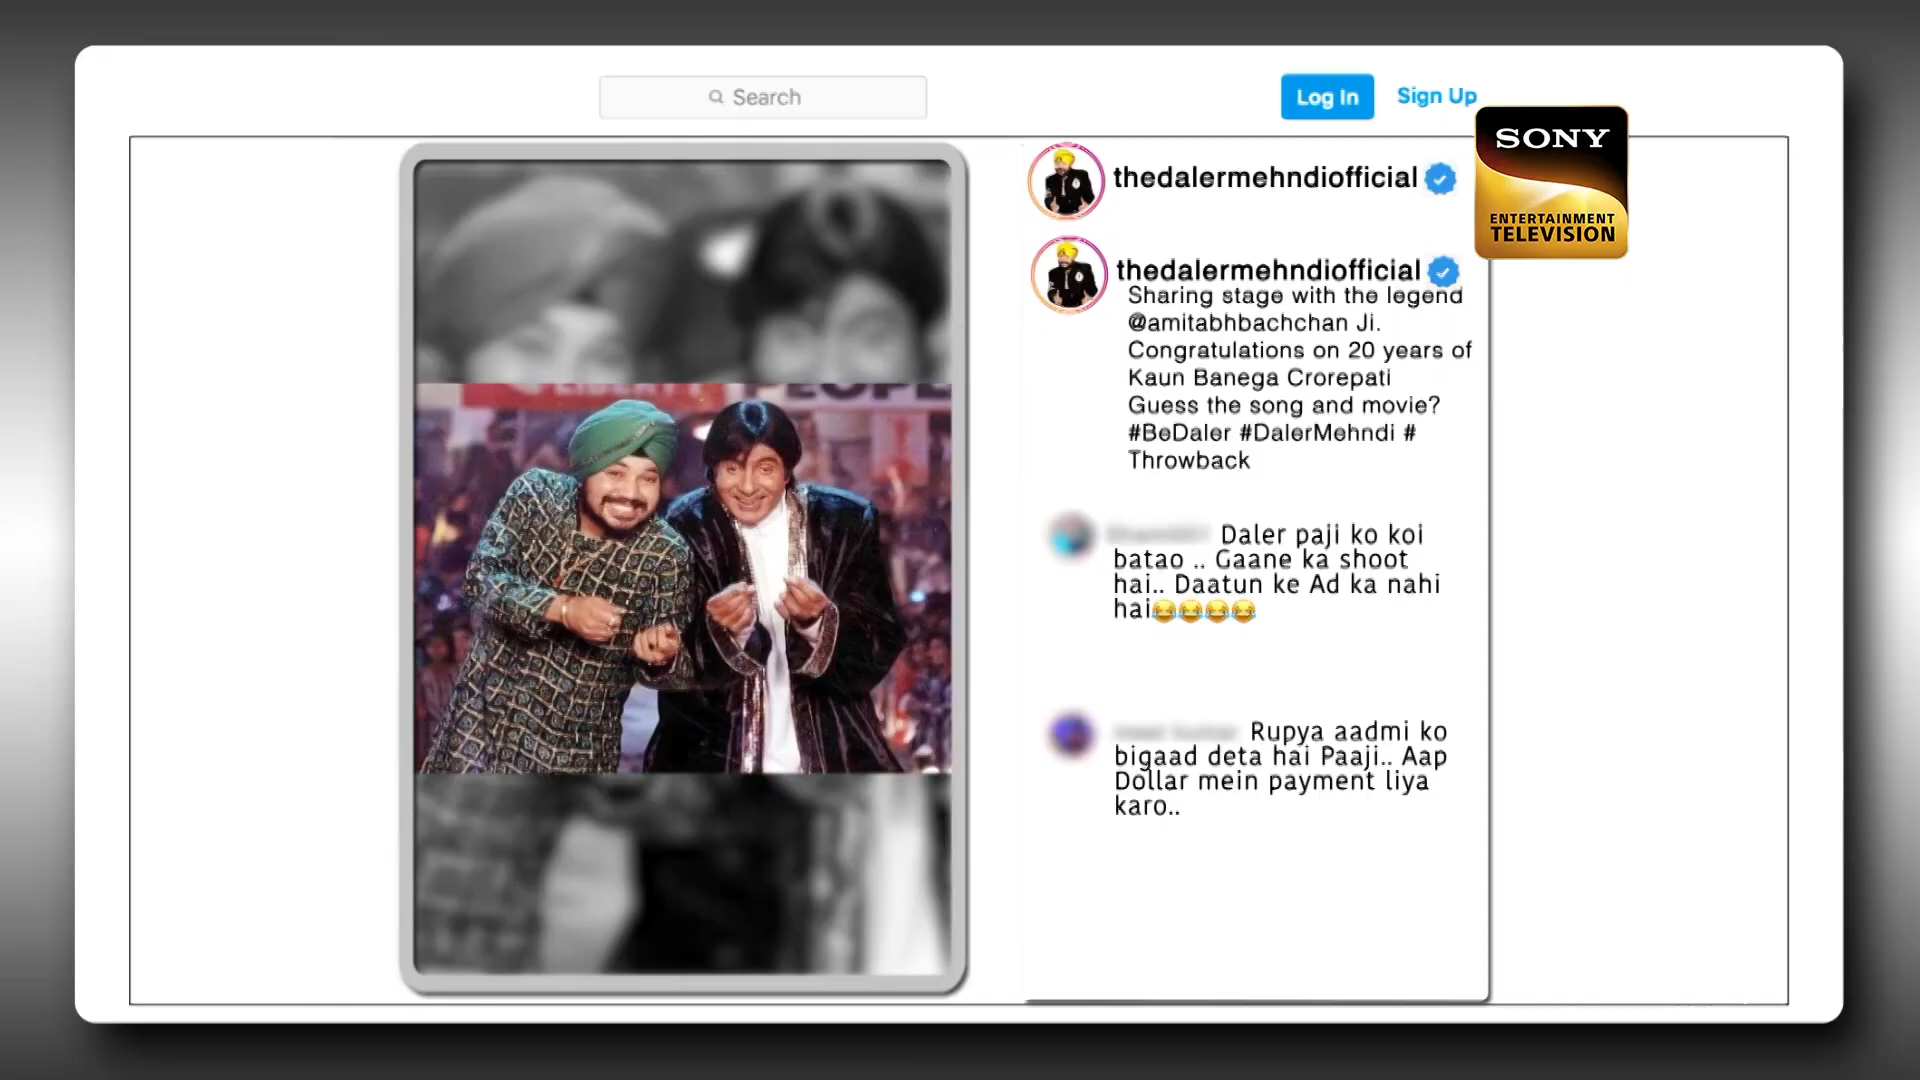 Search
Log In
Sign Up
SONY
ENTERTAINMENT
TELEVISION
thedalermehndiofficial
thedalermehndiofficial
Sharing stage with the legend
@amitabhbachchan Ji.
Congratulations on 20 years of
Kaun Banega Crorepati
Guess the song and movie?
#BeDaler #DalerMehndi #
Throwback
Daler paji ko koi
batao .. Gaane ka shoot
hai.. Daatun ke Ad ka nahi
hai😂😂😂😂
Rupya aadmi ko
bigaad deta hai Paaji.. Aap
Dollar mein payment liya
karo..